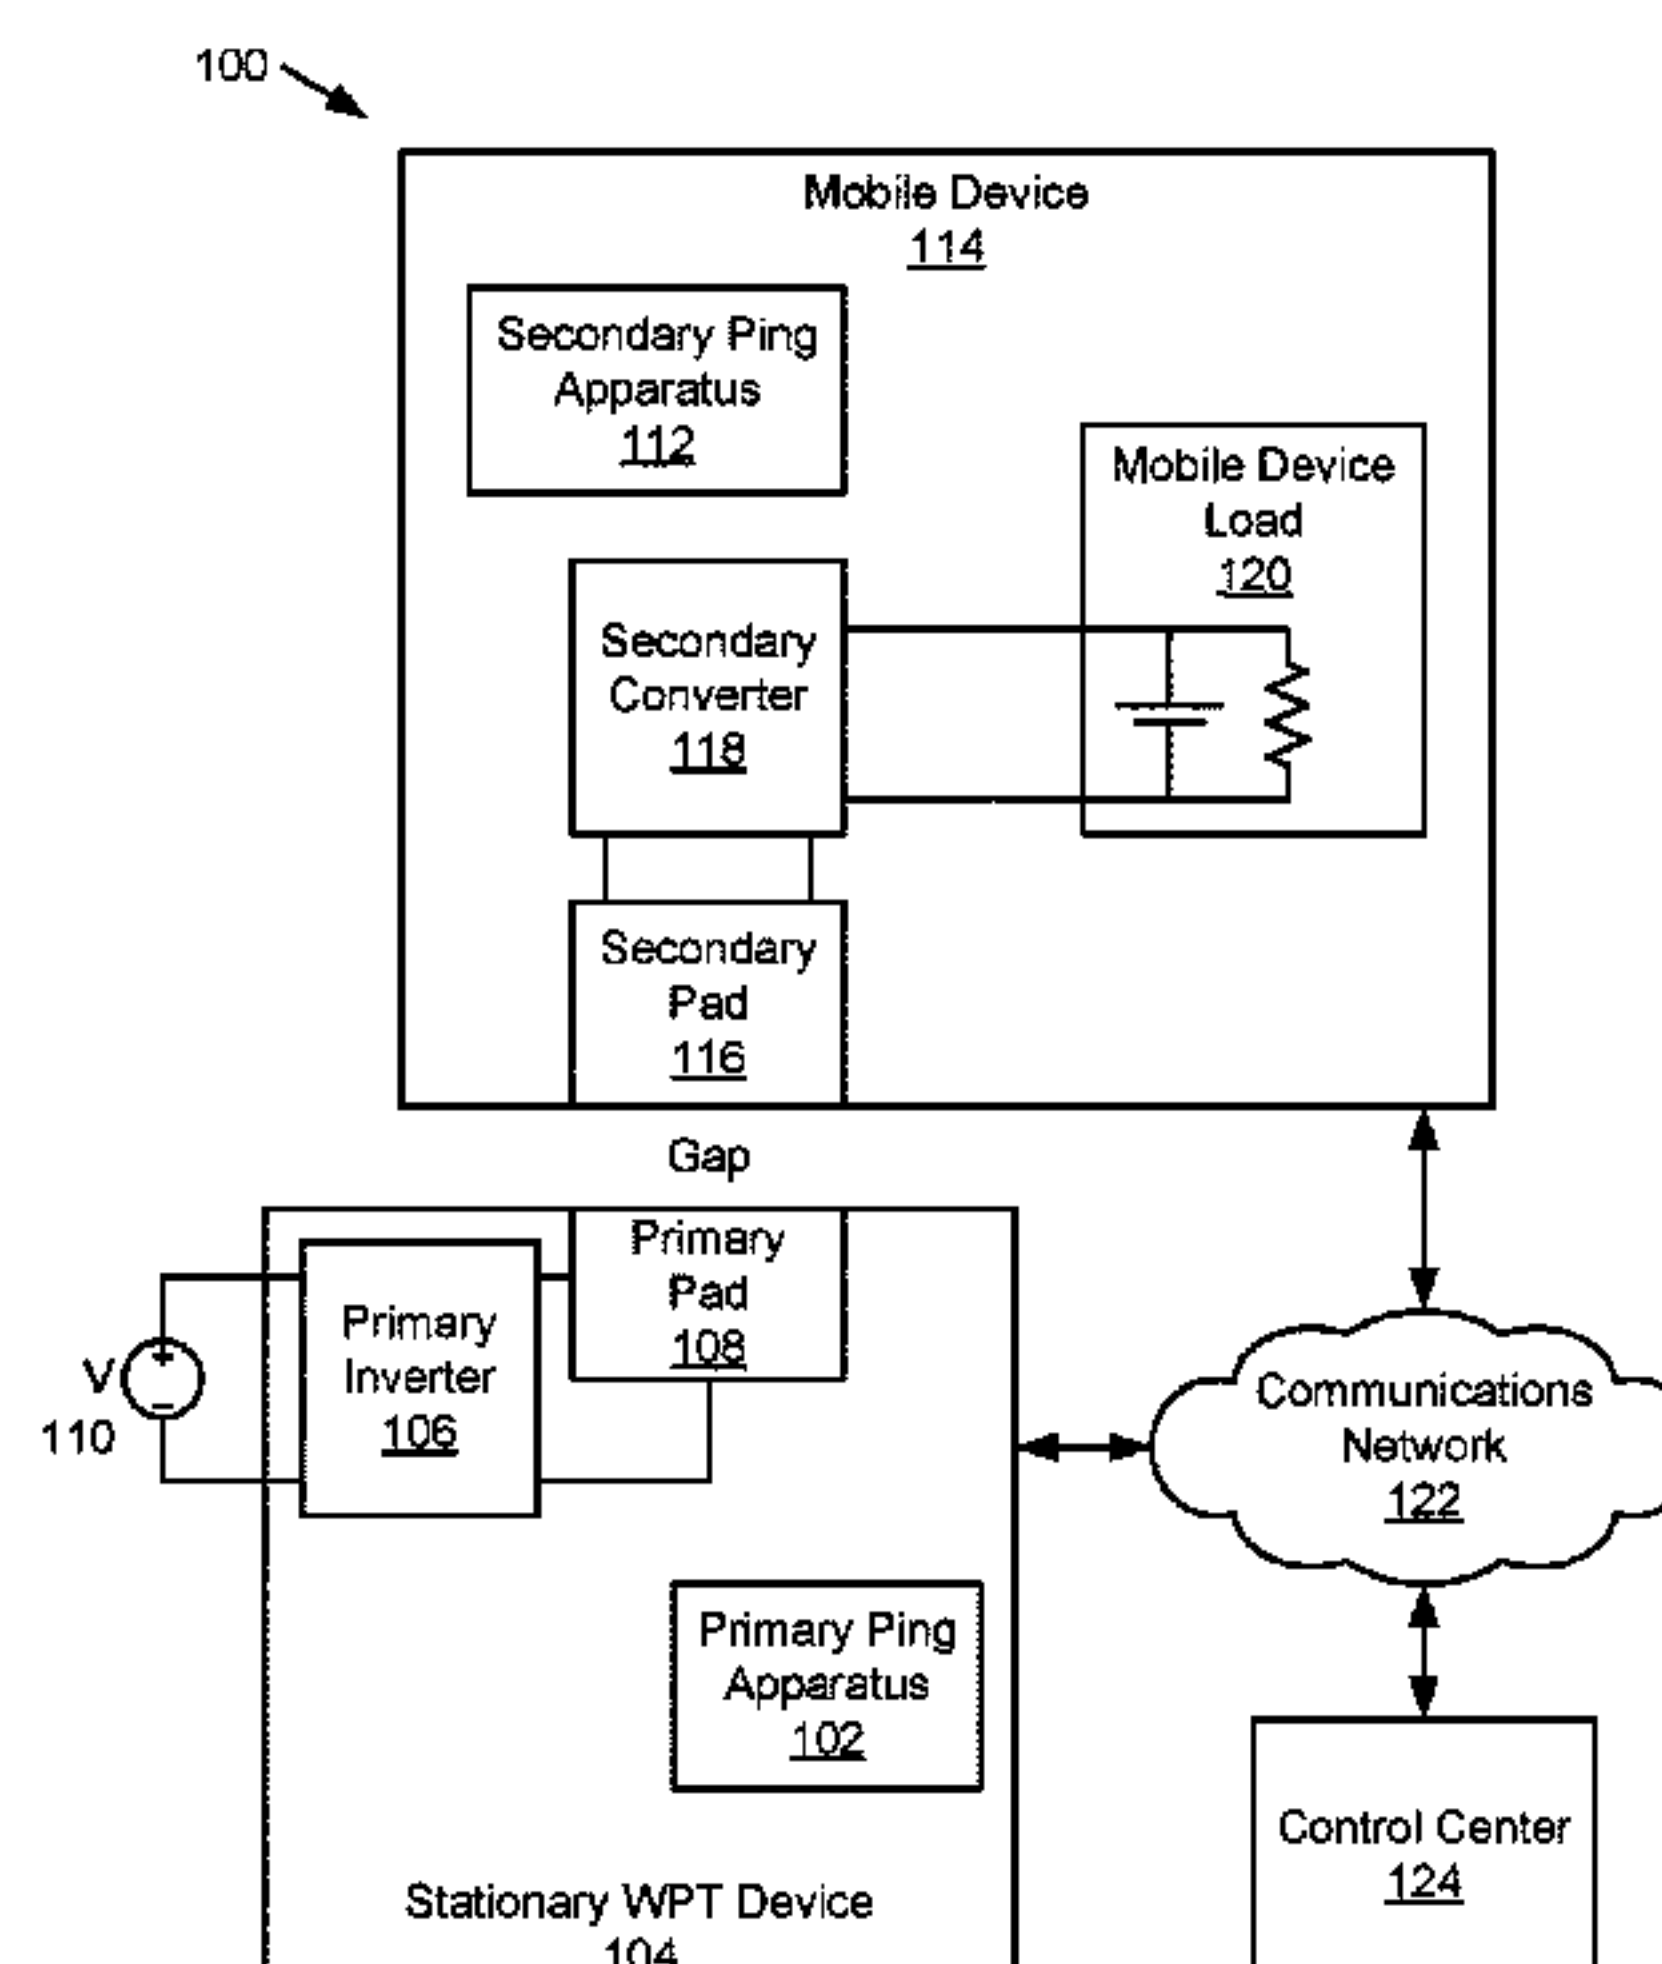 100
Mobile Device
114
Secondary Ping
Apparatus
112
Mobile Device
Load
120
Secondary
Converter
118
Secondary
Pad
116
Gap
Primary
Pad
108
Primary
Inverter
106
V
110
+
−
Communications
Network
122
Primary Ping
Apparatus
102
Control Center
124
Stationary WPT Device
104